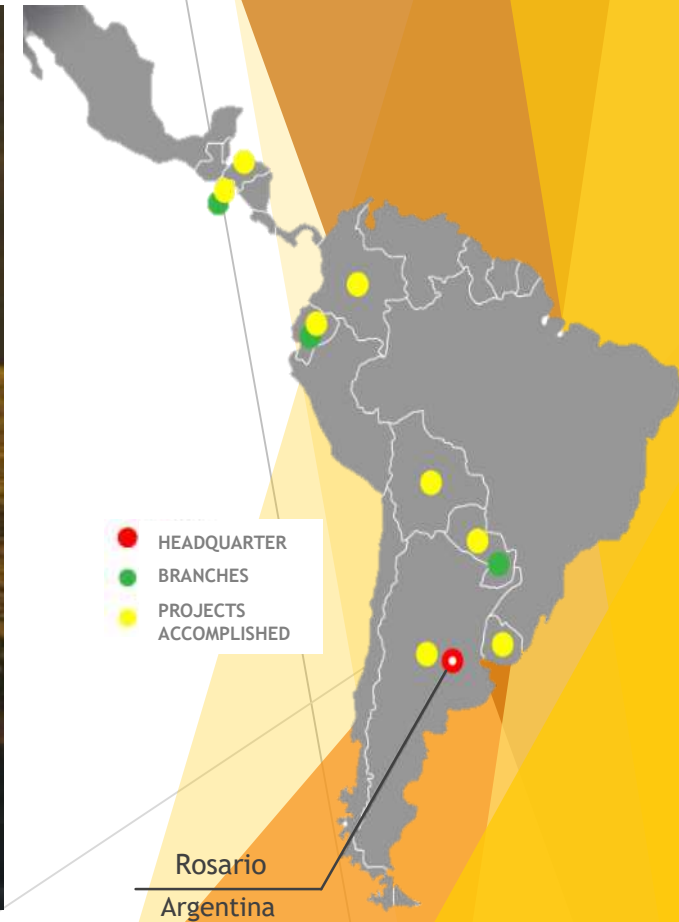 HEADQUARTER
BRANCHES
PROJECTS
ACCOMPLISHED
Rosario
Argentina